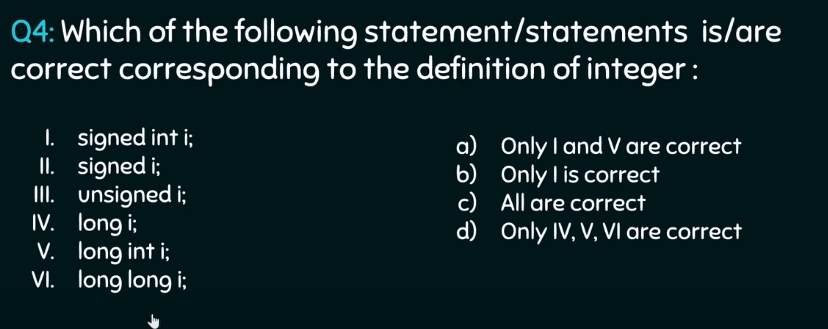 Q4: Which of the following statement/statements is/are
correct corresponding to the definition of integer :
I. signed int i;
II. signed i;
III. unsigned i;
IV. long i;
V. long int i;
VI. long long i;
a) Only I and V are correct
b) Only I is correct
c) All are correct
d) Only IV, V, VI are correct